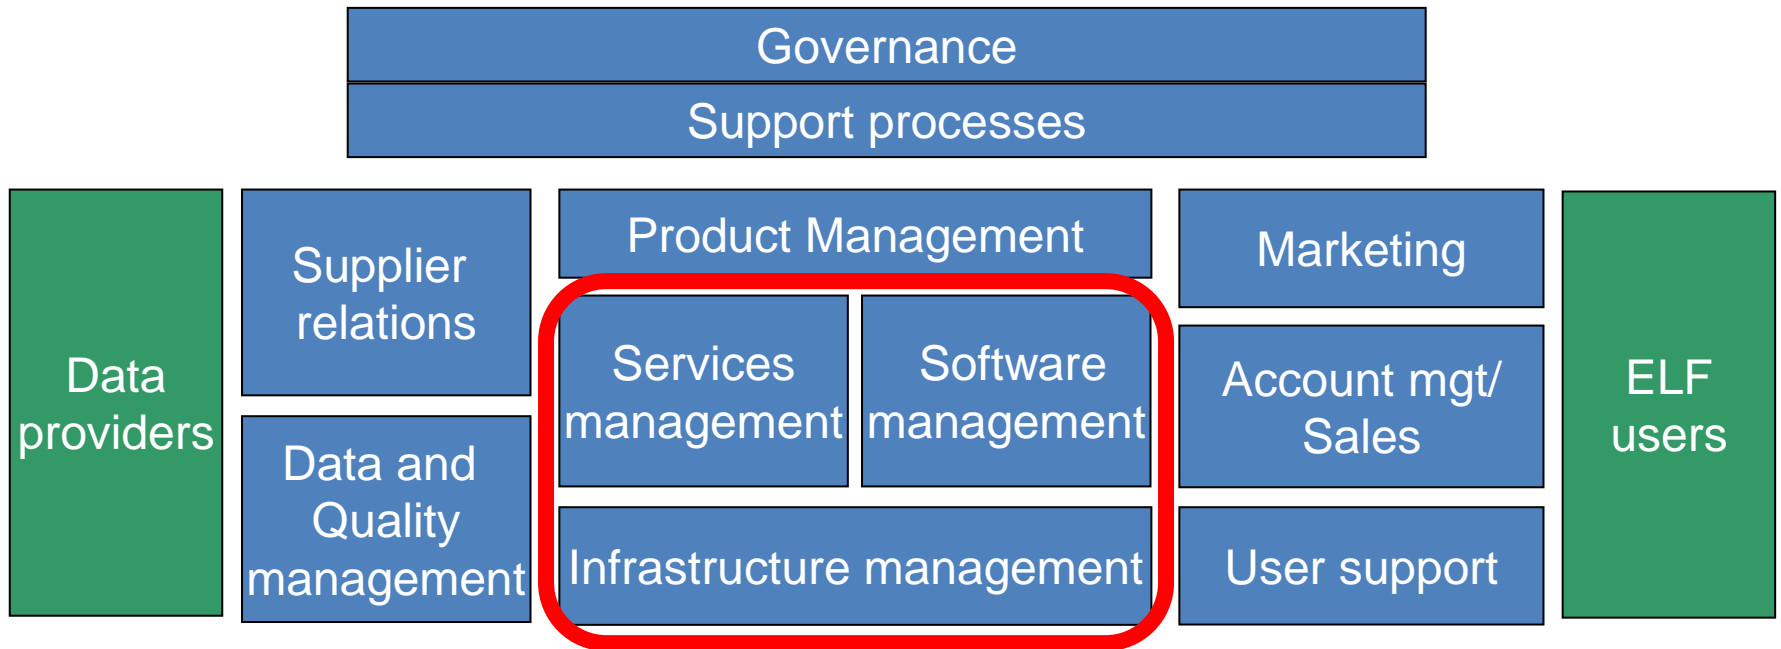 Governance
Support processes
Data
providers
Supplier
relations
Data and
Quality
management
Product Management
Services
management
Software
management
Infrastructure management
Marketing
Account mgt/
Sales
User support
ELF
users